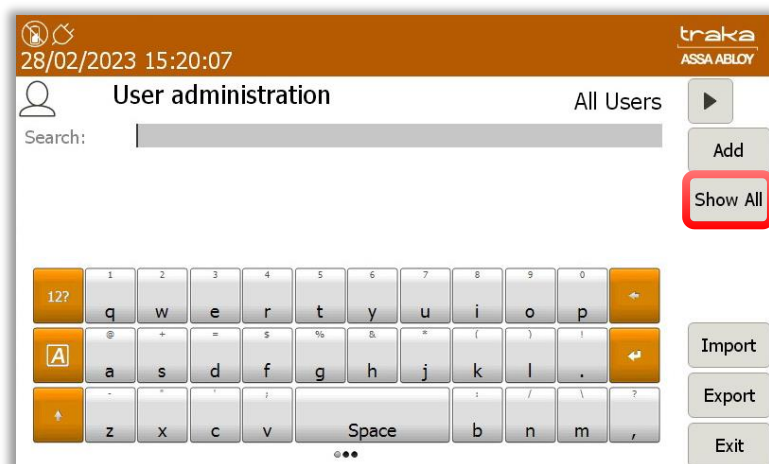 traka
28/02/2023 15:20:07
ASSA ABLOY
User administration
All Users
Search:
Add
Show All
12?
1 2 3 4 5 6 7 8 9 0
q w e r t y u i o p
@ + = $ % & * ( ) !
A
a s d f g h j k l .
- " ' ; : / \ ?
z x c v Space b n m ,
Import
Export
Exit